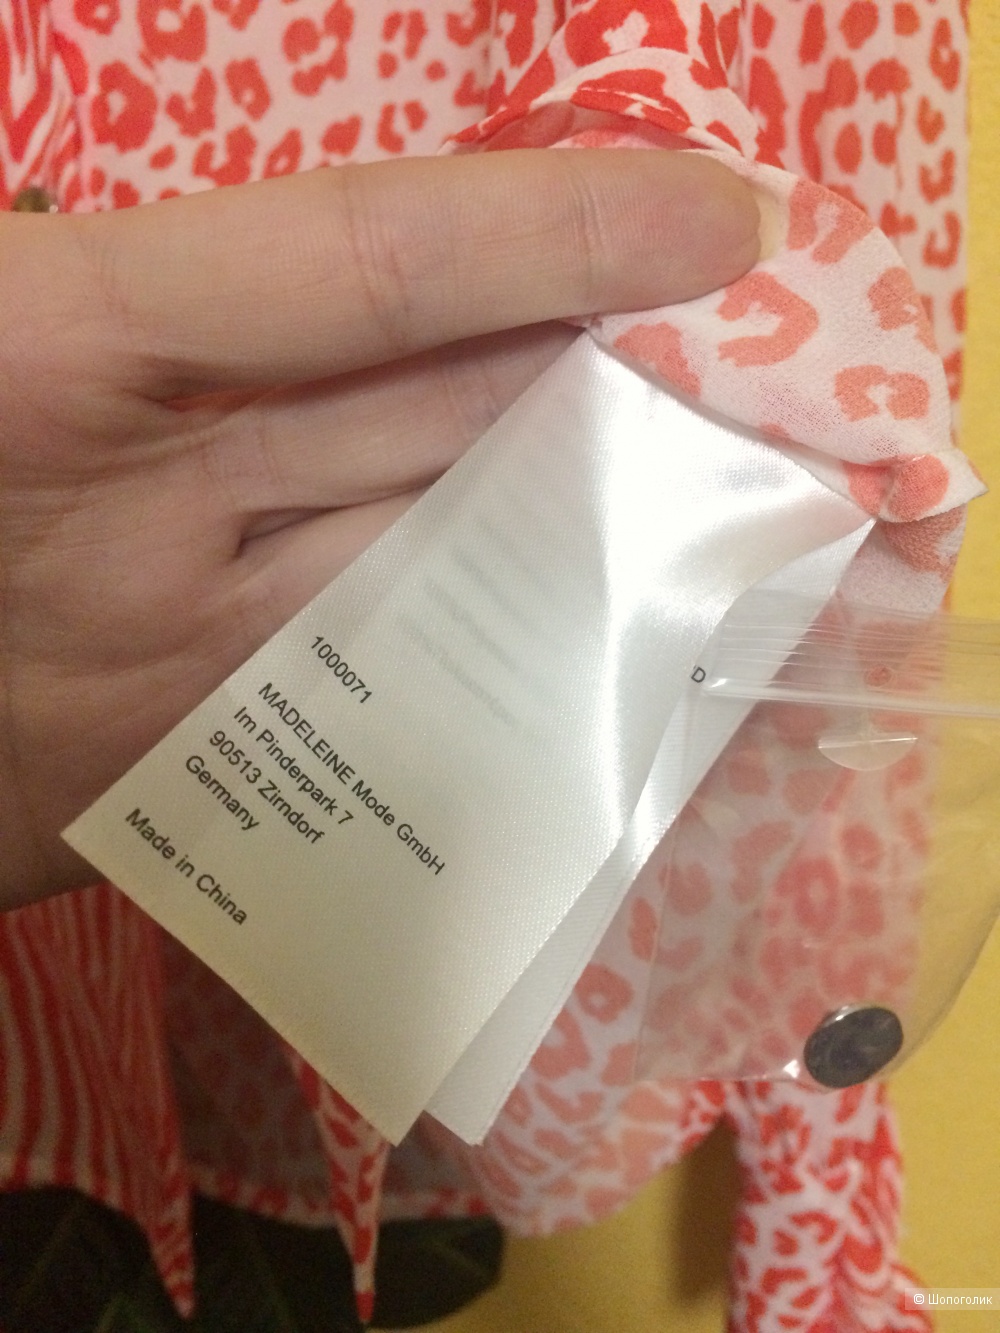 1000071
MADELEINE Mode GmbH
Im Pinderpark 7
90513 Zirndorf
Germany
Made in China
D
© Шопоголик